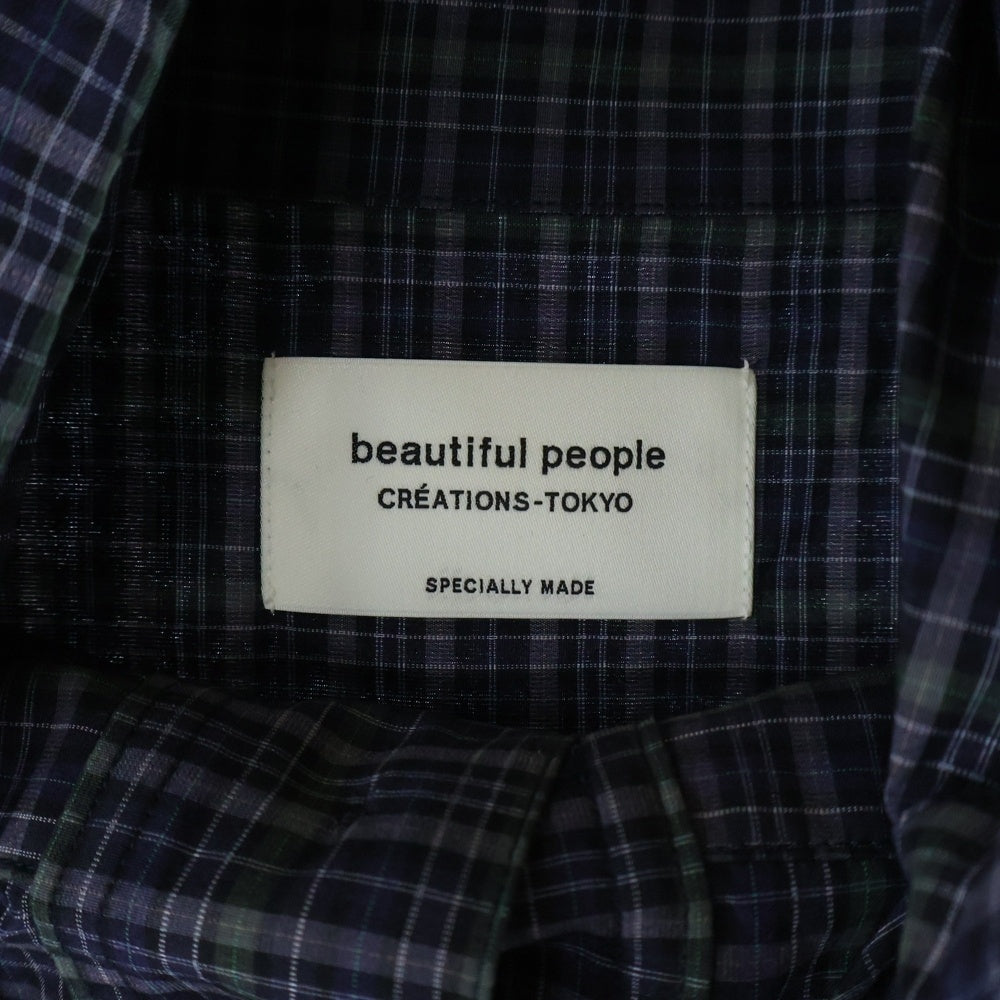 beautiful people
CRÉATIONS-TOKYO
SPECIALLY MADE